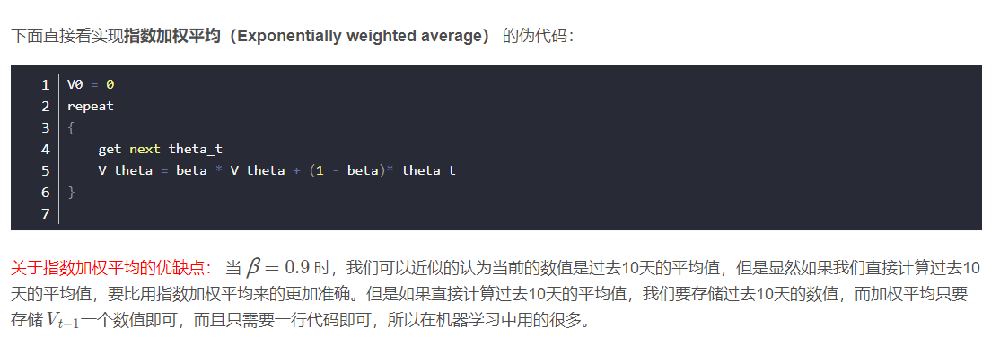 下面直接看实现指数加权平均（Exponentially weighted average） 的伪代码：
1 V0 = 0
2 repeat
3 {
4     get next theta_t
5     V_theta = beta * V_theta + (1 - beta)* theta_t
6 }
7
关于指数加权平均的优缺点： 当 β = 0.9 时，我们可以近似的认为当前的数值是过去10天的平均值，但是显然如果我们直接计算过去10
天的平均值，要比用指数加权平均来的更加准确。但是如果直接计算过去10天的平均值，我们要存储过去10天的数值，而加权平均只要
存储 V_{t−1} 一个数值即可，而且只需要一行代码即可，所以在机器学习中用的很多。